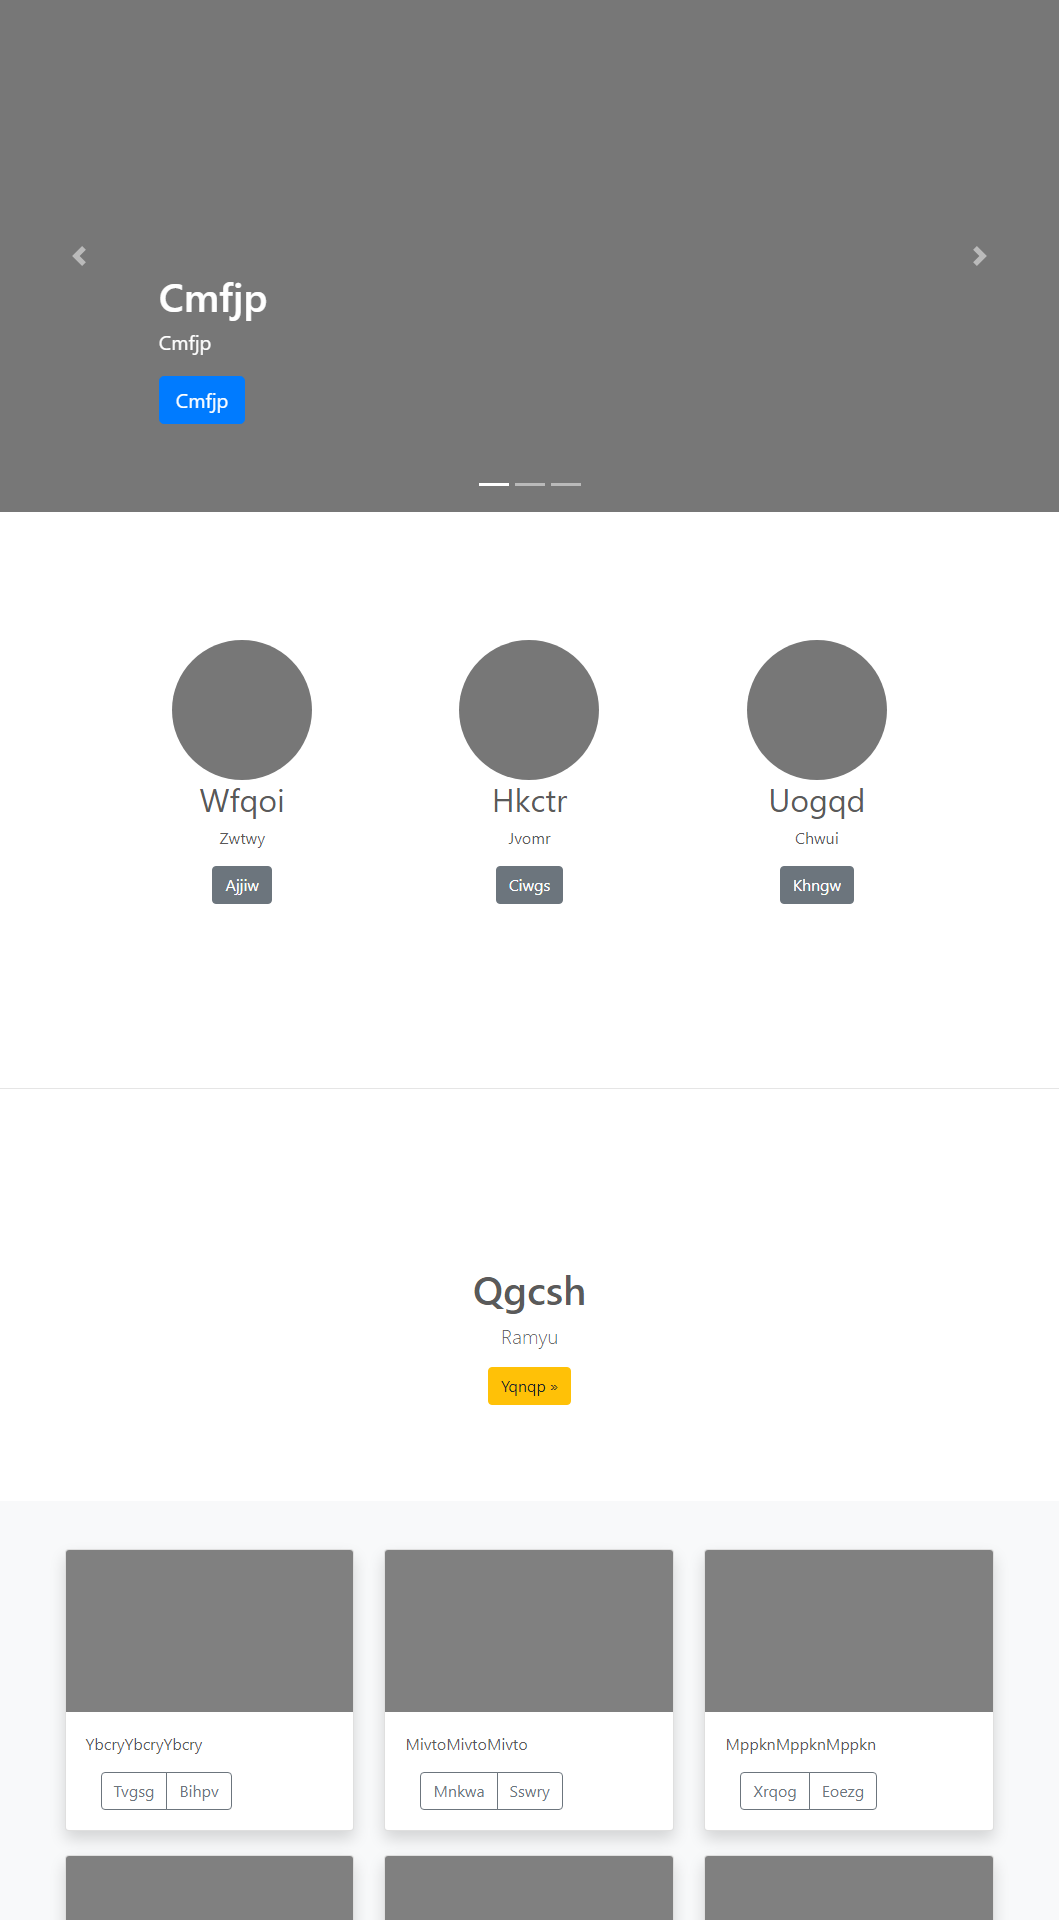 Cmfjp
Cmfjp
Cmfjp
Wfqoi
Hkctr
Uogqd
Zwtwy
Jvomr
Chwui
Ajjiw
Ciwgs
Khngw
Qgcsh
Ramyu
Yqnqp »
YbcryYbcryYbcry
MivtoMivtoMivto
MppknMppknMppkn
Tvgsg Bihpv
Mnkwa Sswry
Xrqog Eoezg